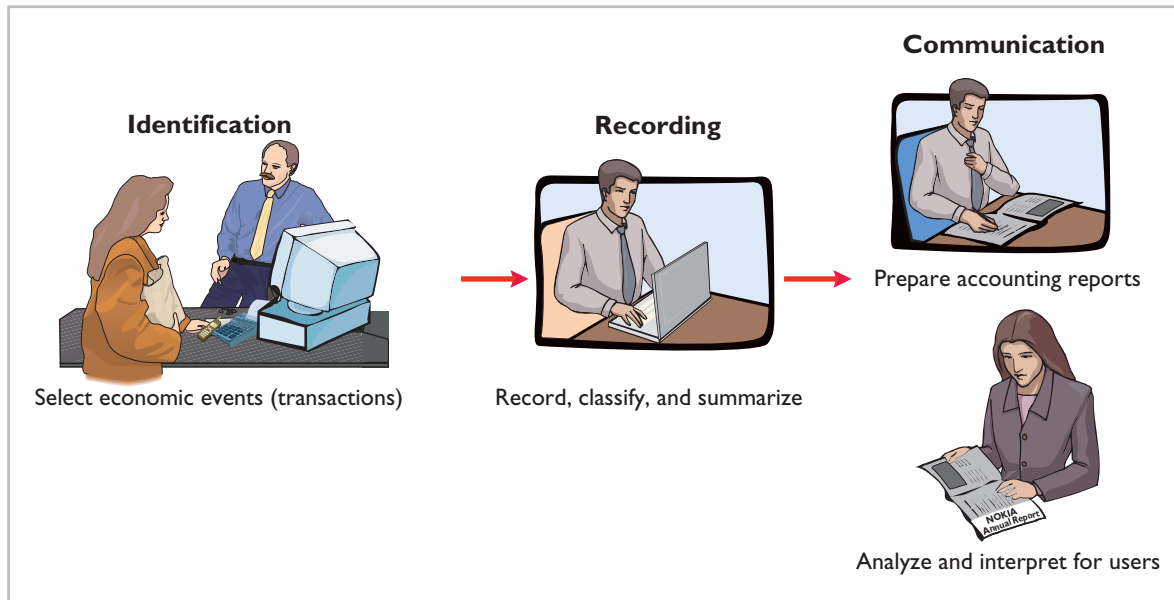 Identification
Select economic events (transactions)
Recording
Record, classify, and summarize
Communication
Prepare accounting reports
NOKIA
Annual Report
Analyze and interpret for users